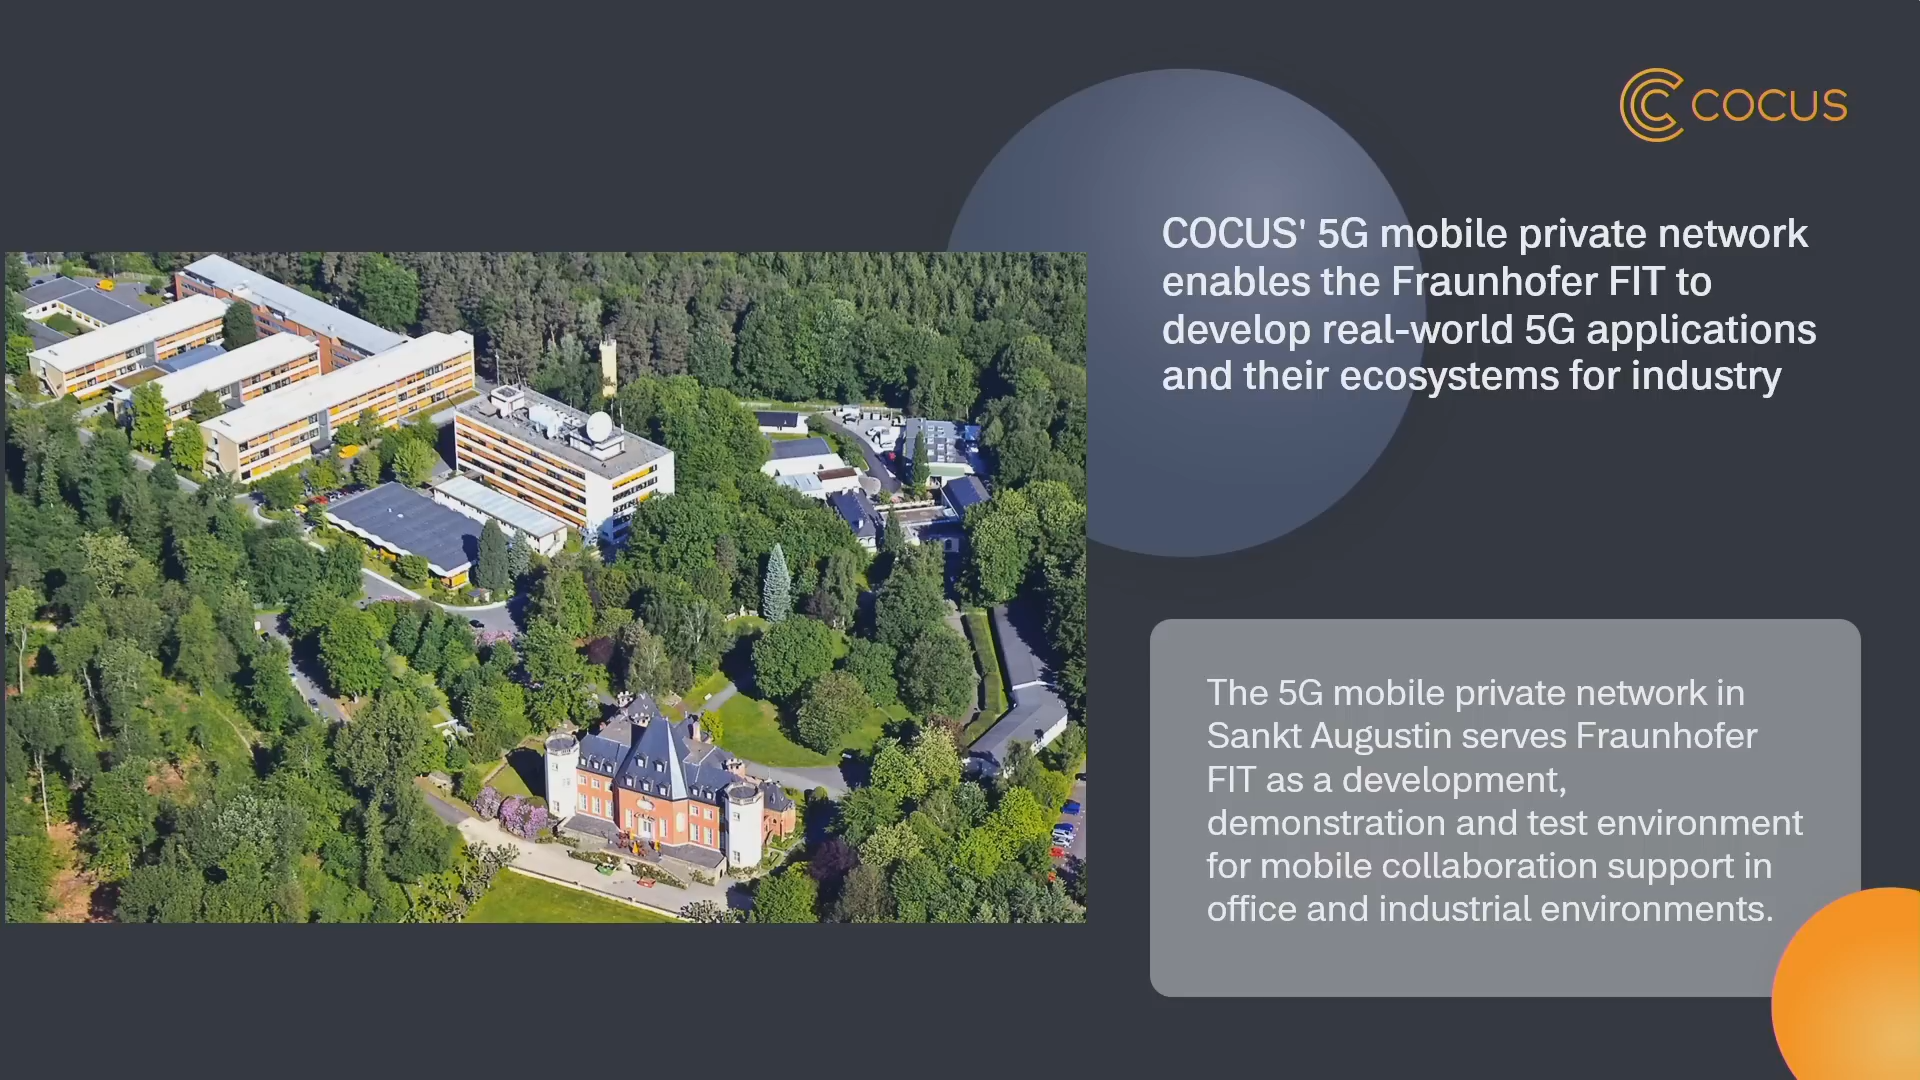 COCUS
COCUS' 5G mobile private network
enables the Fraunhofer FIT to
develop real-world 5G applications
and their ecosystems for industry
The 5G mobile private network in
Sankt Augustin serves Fraunhofer
FIT as a development,
demonstration and test environment
for mobile collaboration support in
office and industrial environments.